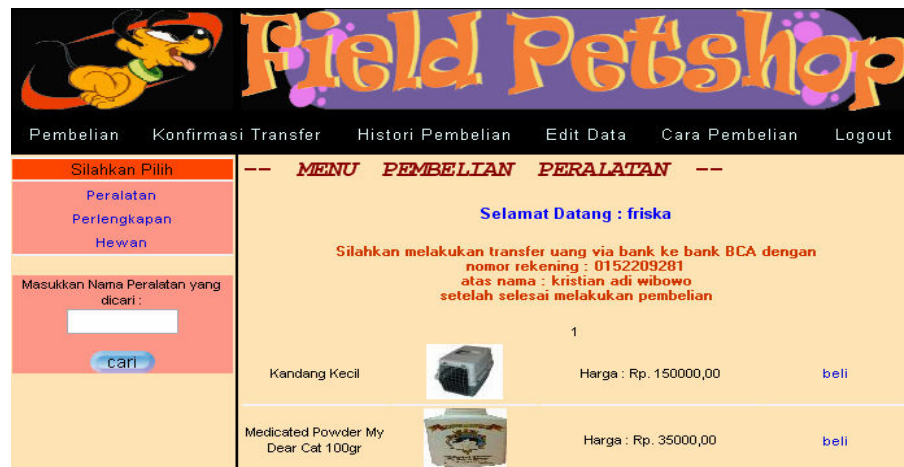 Field Petshop
Pembelian Konfirmasi Transfer Histori Pembelian Edit Data Cara Pembelian Logout
Silahkan Pilih
Peralatan
Perlengkapan
Hewan
Masukkan Nama Peralatan yang
dicari :
cari
-- MENU PEMBELIAN PERALATAN --
Selamat Datang : friska
Silahkan melakukan transfer uang via bank ke bank BCA dengan
nomor rekening : 0152209281
atas nama : kristian adi wibowo
setelah selesai melakukan pembelian
1
Kandang Kecil Harga : Rp. 150000,00 beli
Medicated Powder My
Dear Cat 100gr Harga : Rp. 35000,00 beli